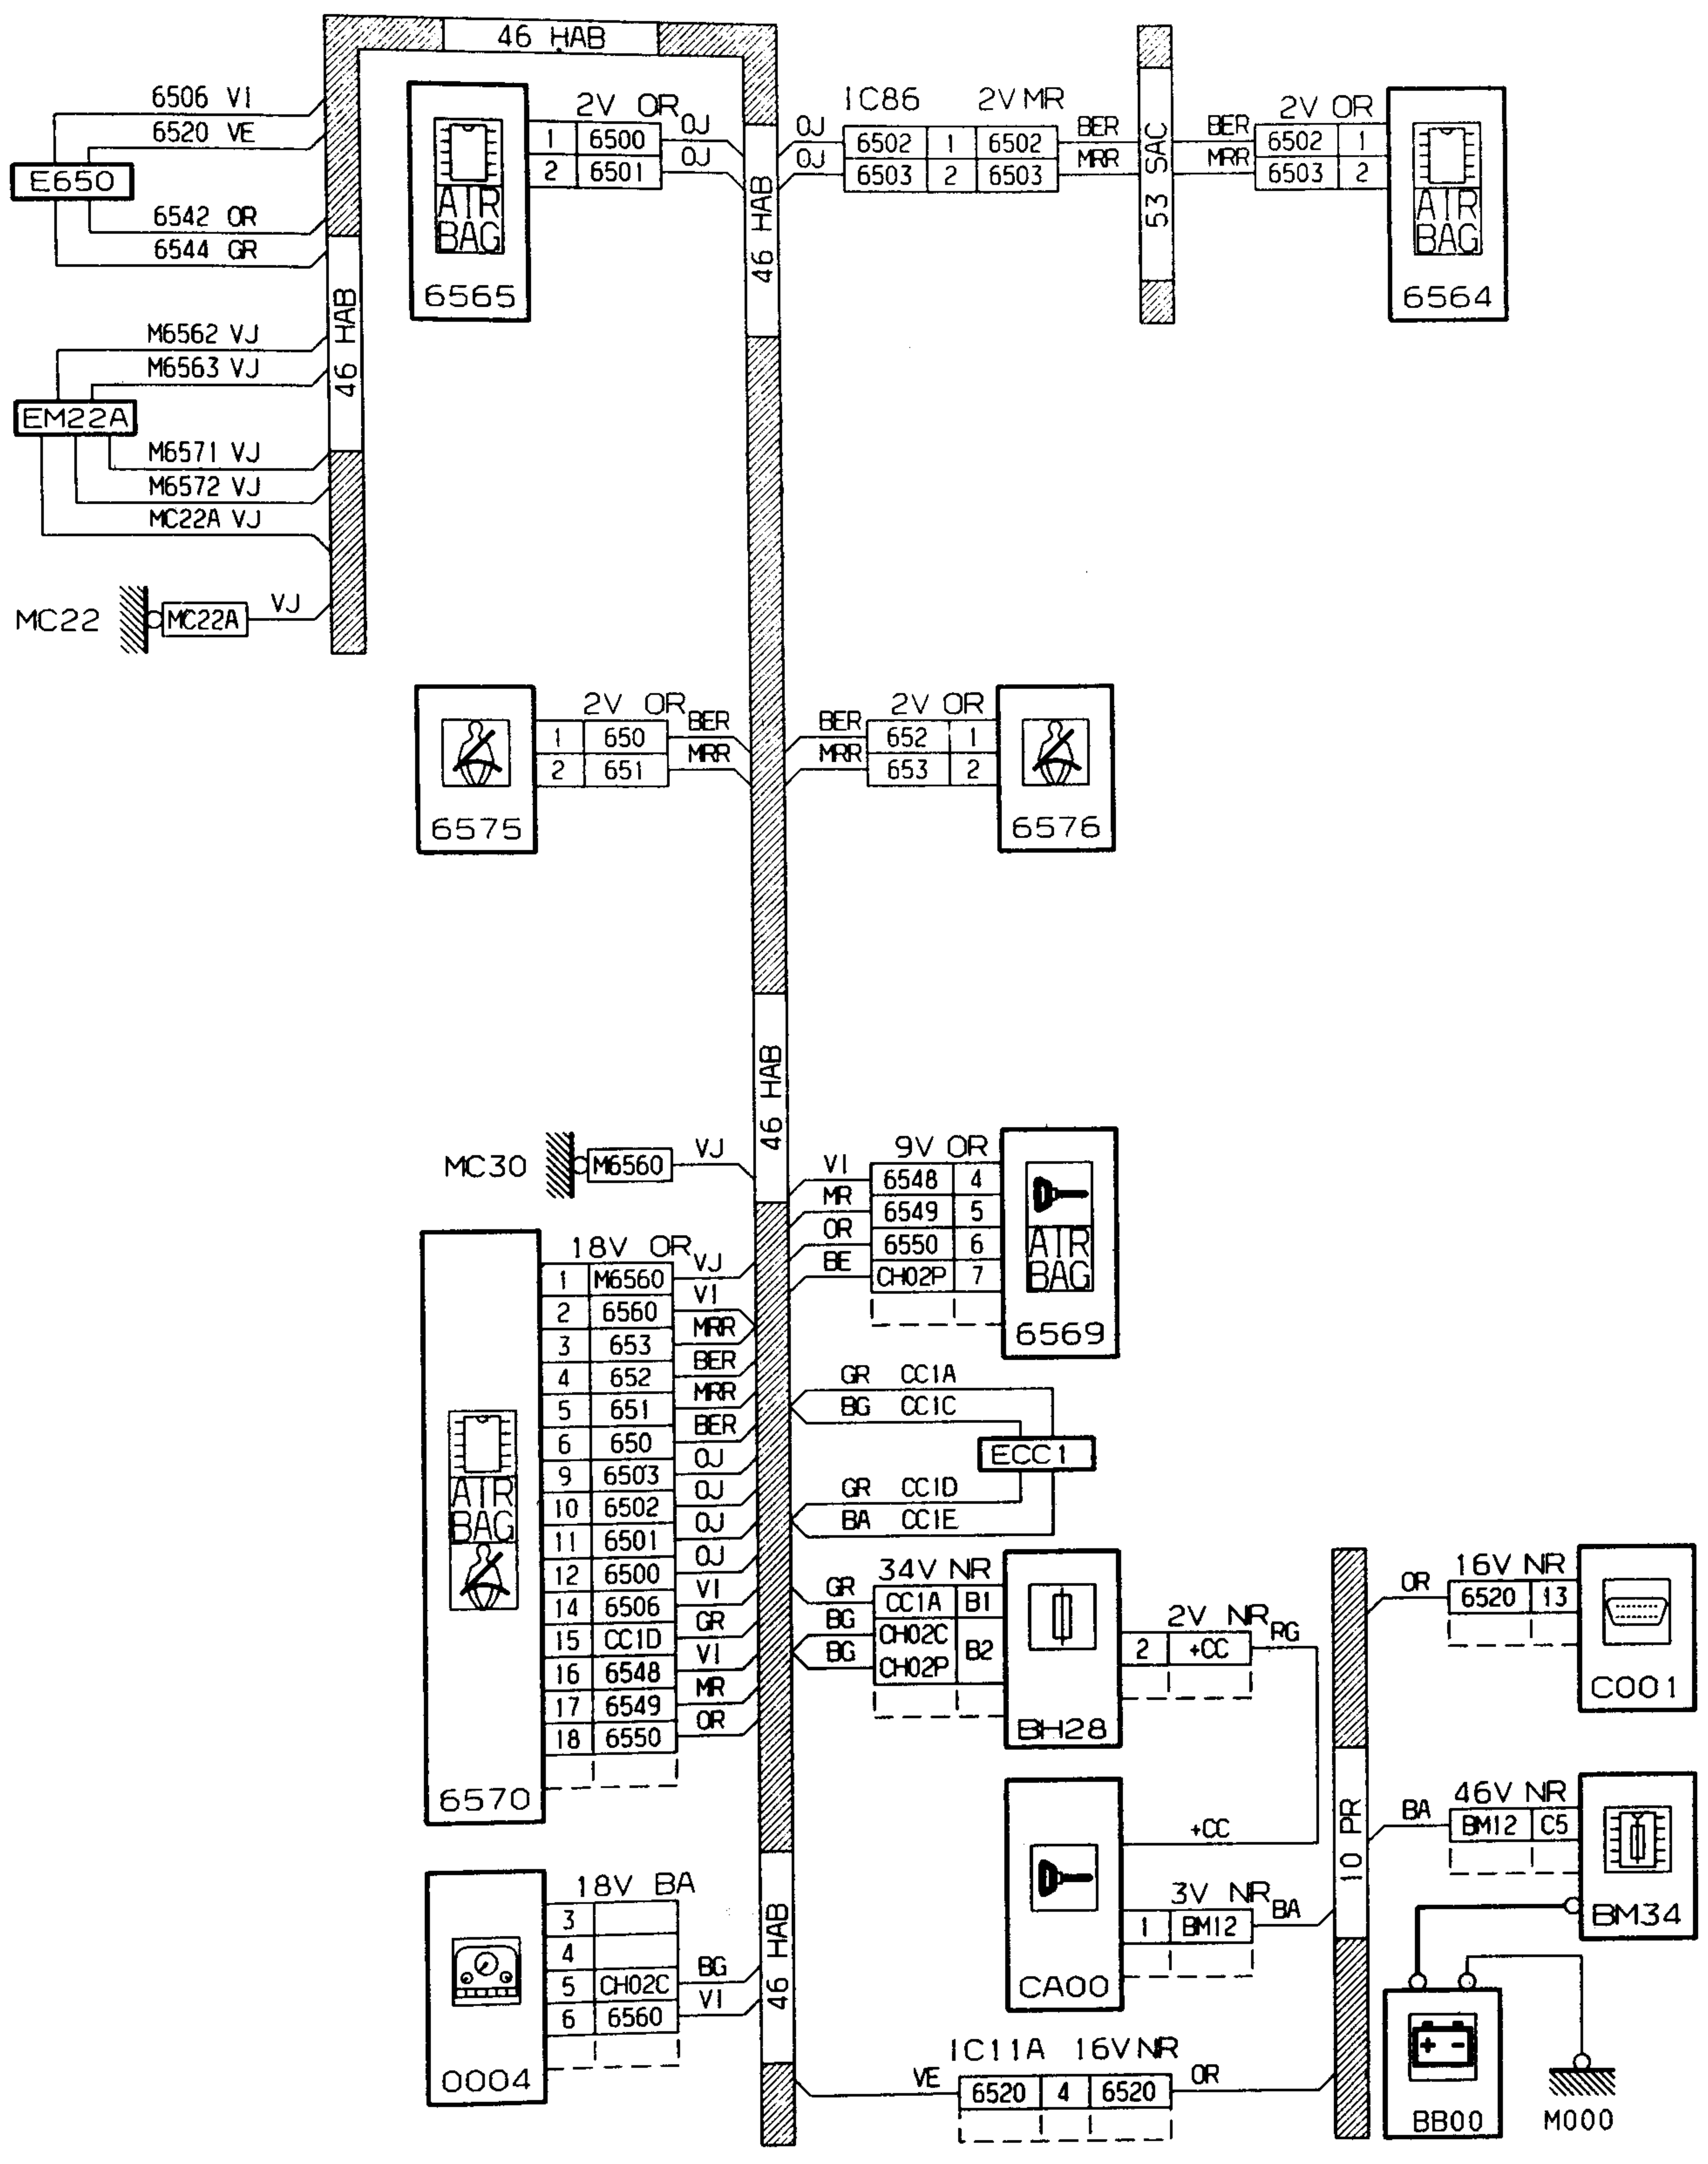 46 HAB
6506 VI
6520 VE
E650
6542 OR
6544 GR
46 HAB
M6562 VJ
M6563 VJ
EM22A
M6571 VJ
M6572 VJ
MC22A VJ
MC22
MC22A
VJ
2V OR
1 6500 OJ
2 6501 OJ
AIR
BAG
6565
46 HAB
1C86 2V MR
OJ 6502 1 6502 BER
OJ 6503 2 6503 MRR
53 SAC
2V OR
BER 6502 1
MRR 6503 2
AIR
BAG
6564
2V OR
1 650 BER
2 651 MRR
6575
2V OR
BER 652 1
MRR 653 2
6576
46 HAB
MC30
M6560
VJ
9V OR
VI 6548 4
MR 6549 5
OR 6550 6
BE CH02P 7
AIR
BAG
6569
18V OR
1 M6560 VJ
2 6560 VI
3 653 MRR
4 652 BER
5 651 MRR
6 650 BER
9 6503 OJ
10 6502 OJ
11 6501 OJ
12 6500 OJ
14 6506 VI
15 CC1D GR
16 6548 VI
17 6549 MR
18 6550 OR
AIR
BAG
6570
GR CC1A
BG CC1C
ECC1
GR CC1D
BA CC1E
34V NR
GR CC1A B1
BG CH02C B2
BG CH02P
BH28
2V NR
2 +CC RG
+CC
CA00
3V NR
1 BM12 BA
10 PR
16V NR
OR 6520 13
C001
46V NR
BA BM12 C5
BM34
+ -
BB00
M000
18V BA
3
4
5 CH02C BG
6 6560 VI
0004
46 HAB
1C11A 16V NR
VE 6520 4 6520 OR